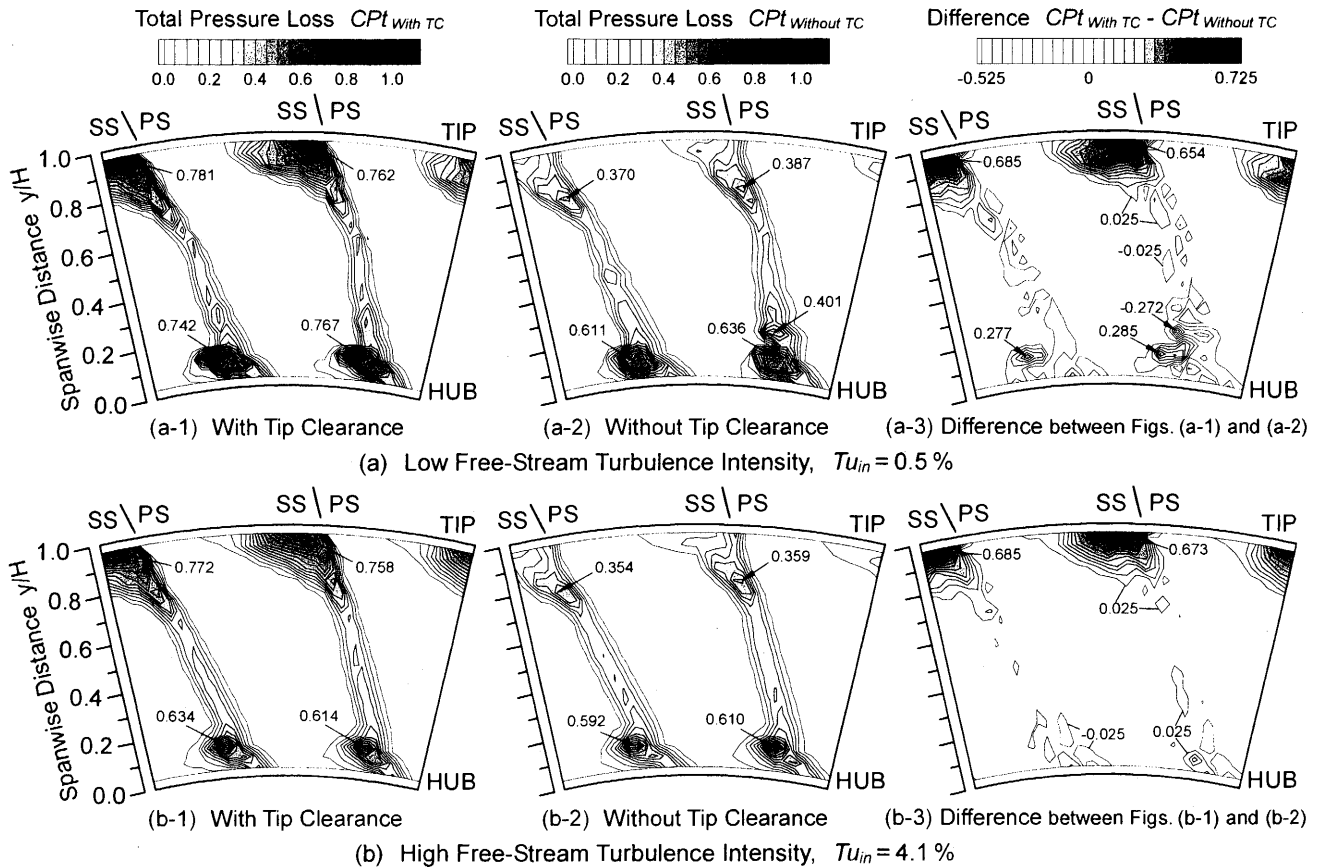 Total Pressure Loss CPt With TC
Total Pressure Loss CPt Without TC
Difference CPt With TC - CPt Without TC
0.0 0.2 0.4 0.6 0.8 1.0
0.0 0.2 0.4 0.6 0.8 1.0
-0.525 0 0.725
SS \ PS
SS \ PS
TIP
Spanwise Distance y/H
1.0
0.8
0.6
0.4
0.2
0.0
0.781
0.762
0.742
0.767
HUB
SS \ PS
SS \ PS
TIP
0.370
0.387
0.401
0.611
0.636
HUB
SS \ PS
SS \ PS
TIP
0.685
0.654
0.025
-0.025
-0.272
0.277
0.285
HUB
(a-1) With Tip Clearance
(a-2) Without Tip Clearance
(a-3) Difference between Figs. (a-1) and (a-2)
(a) Low Free-Stream Turbulence Intensity, Tuin = 0.5 %
SS \ PS
SS \ PS
TIP
Spanwise Distance y/H
1.0
0.8
0.6
0.4
0.2
0.0
0.772
0.758
0.634
0.614
HUB
SS \ PS
SS \ PS
TIP
0.354
0.359
0.592
0.610
HUB
SS \ PS
SS \ PS
TIP
0.685
0.673
0.025
-0.025
0.025
HUB
(b-1) With Tip Clearance
(b-2) Without Tip Clearance
(b-3) Difference between Figs. (b-1) and (b-2)
(b) High Free-Stream Turbulence Intensity, Tuin = 4.1 %